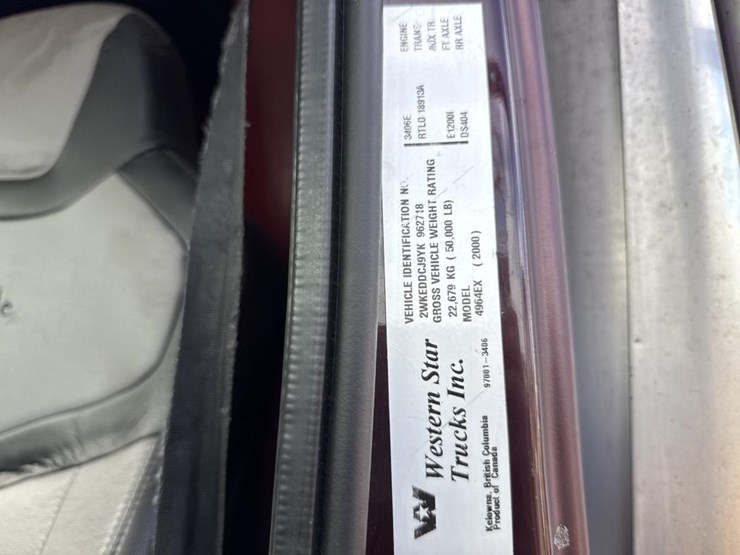 Western Star
Trucks Inc.
Kelowna, British Columbia
Product of Canada
97001-3406
VEHICLE IDENTIFICATION NO.
2WKEDDCJ9YK 962718
GROSS VEHICLE WEIGHT RATING
22,679 KG ( 50,000 LB)
MODEL
4964EX ( 2000)
3406E ENGINE
RTLO 18913A TRANS
AUX TR
E1200I FT AXLE
DS404 RR AXLE